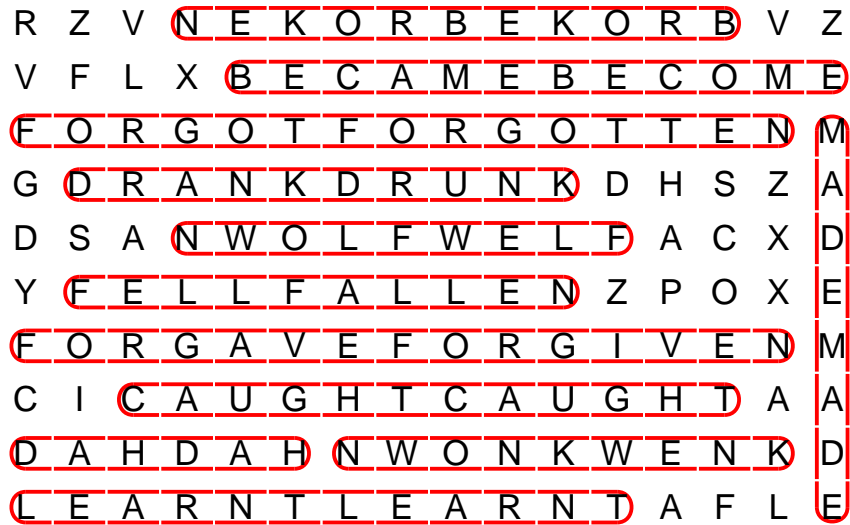 R Z V N E K O R B E K O R B V Z
V F L X B E C A M E B E C O M E
F O R G O T F O R G O T T E N M
G D R A N K D R U N K D H S Z A
D S A N W O L F W E L F A C X D
Y F E L L F A L L E N Z P O X E
F O R G A V E F O R G I V E N M
C I C A U G H T C A U G H T A A
D A H D A H N W O N K W E N K D
L E A R N T L E A R N T A F L E